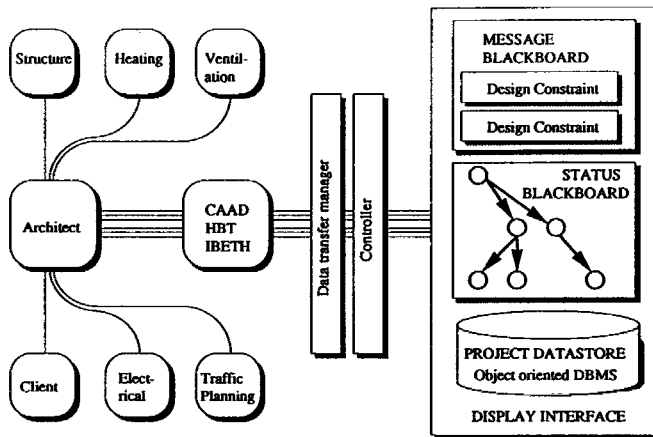 Structure
Heating
Ventil-
ation
Architect
CAAD
HBT
IBETH
Client
Elect-
rical
Traffic
Planning
Data transfer manager
Controller
MESSAGE
BLACKBOARD
Design Constraint
Design Constraint
STATUS
BLACKBOARD
PROJECT DATASTORE
Object oriented DBMS
DISPLAY INTERFACE